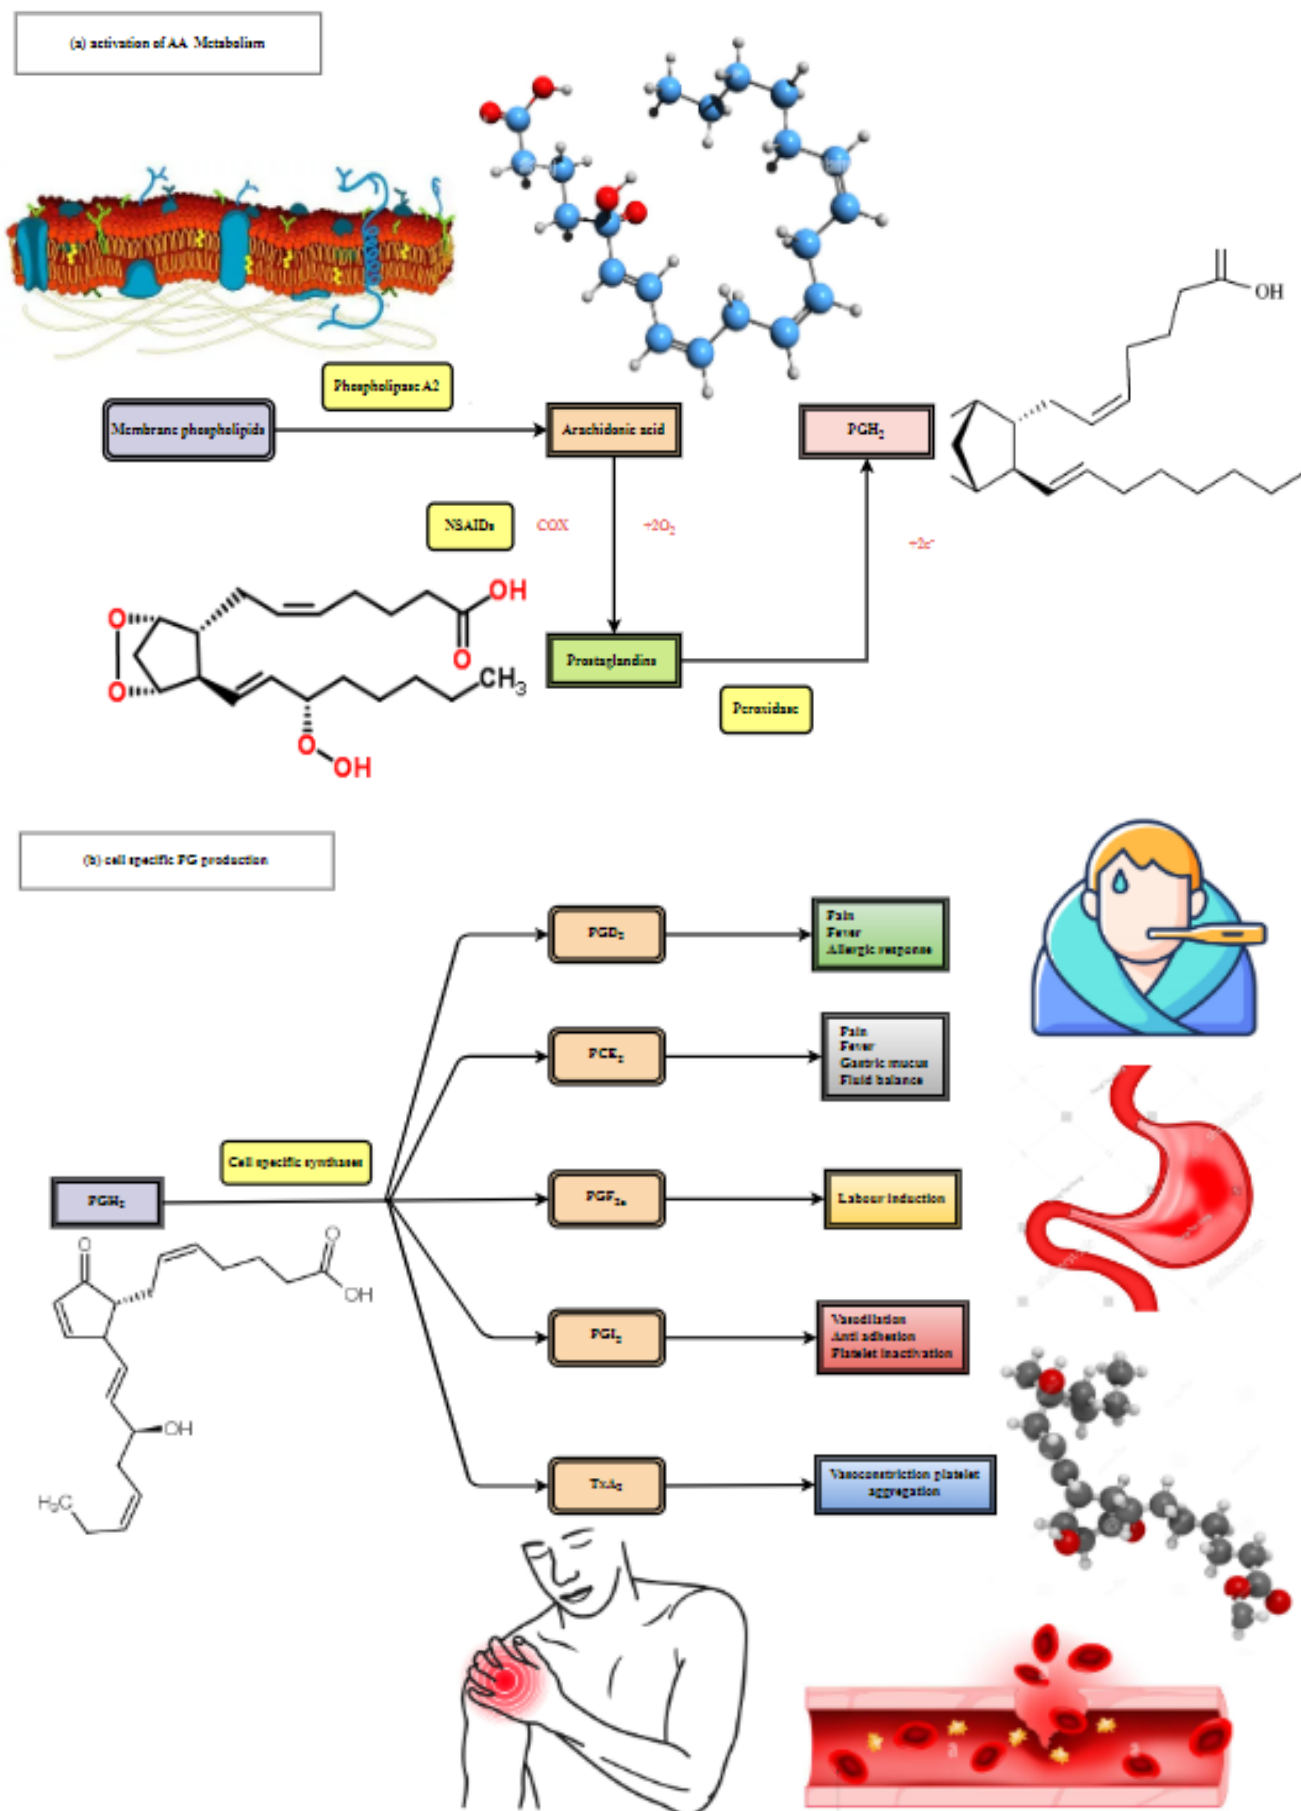 (a) activation of AA Metabolism
OH
Phospholipase A2
Membrane phospholipids
Arachidonic acid
PGH2
NSAIDs
COX
+2O2
+2e-
OH
O
O
O
CH3
O
OH
Prostaglandins
Peroxidase
(b) cell specific PG production
PGD2
Pain
Fever
Allergic response
PCE2
Pain
Fever
Gastric mucus
Fluid balance
Cell specific synthases
PGH2
PGF2α
Labour induction
O
O
OH
OH
H3C
PGI2
Vasodilation
Anti adhesion
Platelet inactivation
TxA2
Vasoconstriction platelet
aggregation